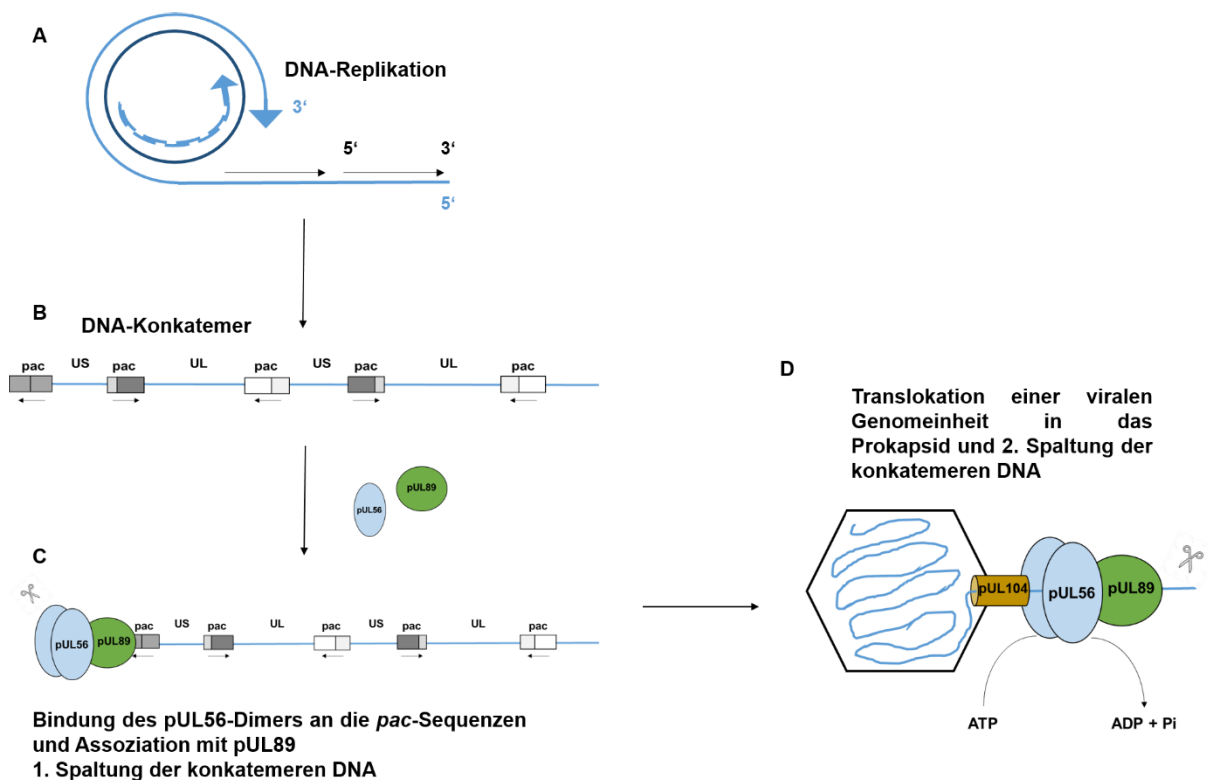 A
DNA-Replikation
3‘
5‘ 3‘
5‘
B
DNA-Konkatemer
pac US pac UL pac US pac UL pac
pUL56 pUL89
C
pUL56 pUL89 pac US pac UL pac US pac UL pac
Bindung des pUL56-Dimers an die pac-Sequenzen
und Assoziation mit pUL89
1. Spaltung der konkatemeren DNA
D
Translokation einer viralen
Genomeinheit in das
Prokapsid und 2. Spaltung der
konkatemeren DNA
pUL104 pUL56 pUL89
ATP ADP + Pi